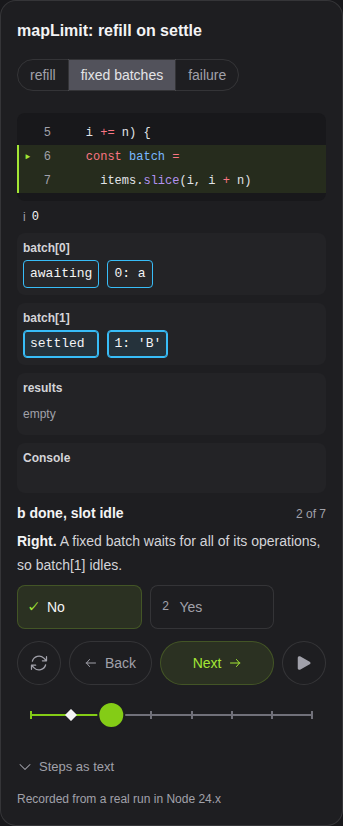 mapLimit: refill on settle
refill fixed batches failure
5 i += n) {
▸ 6 const batch =
7 items.slice(i, i + n)
i 0
batch[0]
awaiting 0: a
batch[1]
settled 1: 'B'
results
empty
Console
b done, slot idle 2 of 7
Right. A fixed batch waits for all of its operations,
so batch[1] idles.
✓ No 2 Yes
← Back Next →
Steps as text
Recorded from a real run in Node 24.x